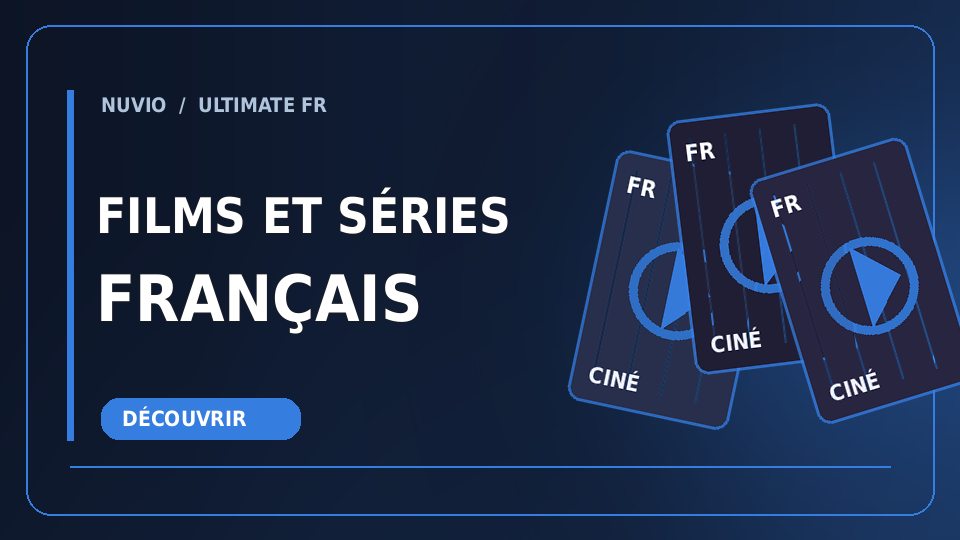 NUVIO / ULTIMATE FR
FILMS ET SÉRIES
FRANÇAIS
DÉCOUVRIR
FR
CINÉ
FR
CINÉ
FR
CINÉ